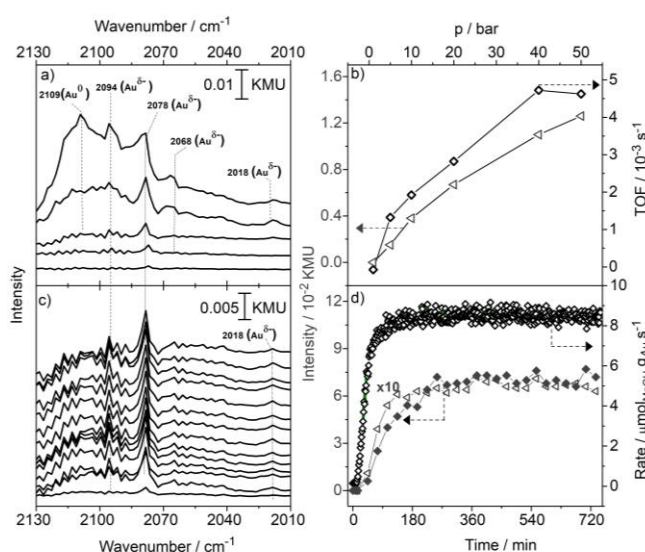 Wavenumber / cm⁻¹
2130 2100 2070 2040 2010
a)
0.01 KMU
2109(Au⁰)
2094 (Auᵟ⁻)
2078 (Auᵟ⁻)
2068 (Auᵟ⁻)
2018 (Auᵟ⁻)
p / bar
0 10 20 30 40 50
b)
1.6
1.2
0.8
0.4
0.0
5
4
3
2
1
0
TOF / 10⁻³ s⁻¹
Intensity
c)
0.005 KMU
2018 (Auᵟ⁻)
2130 2100 2070 2040 2010
Wavenumber / cm⁻¹
Intensity / 10⁻² KMU
d)
x10
12
9
6
3
0
10
8
6
4
2
0
0 180 360 540 720
Time / min